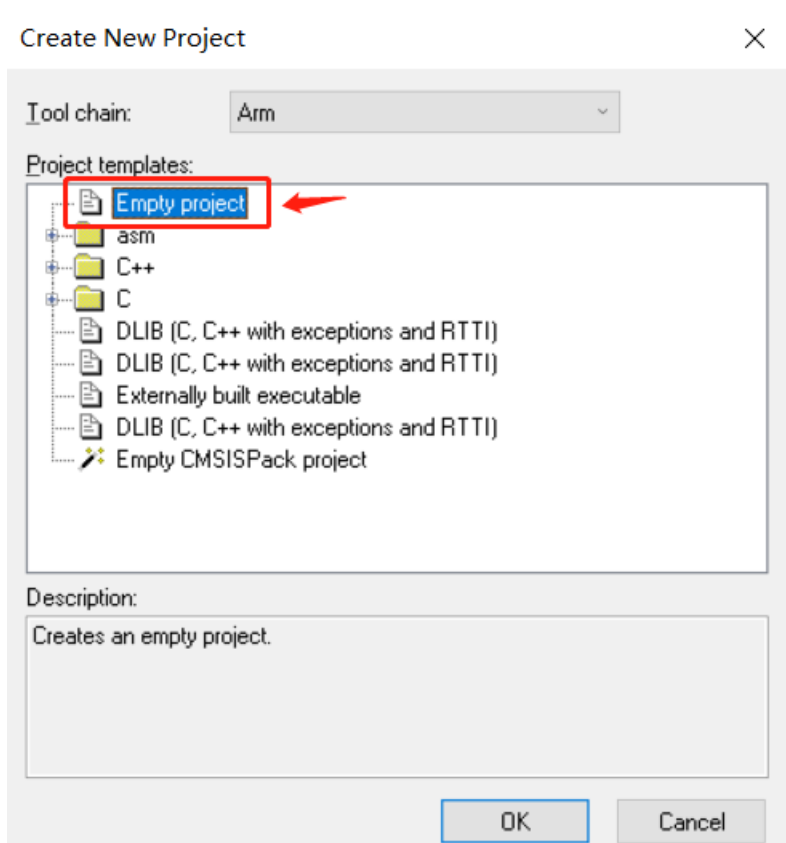 Create New Project
Tool chain: Arm
Project templates:
Empty project
asm
C++
C
DLIB (C, C++ with exceptions and RTTI)
DLIB (C, C++ with exceptions and RTTI)
Externally built executable
DLIB (C, C++ with exceptions and RTTI)
Empty CMSISPack project
Description:
Creates an empty project.
OK Cancel